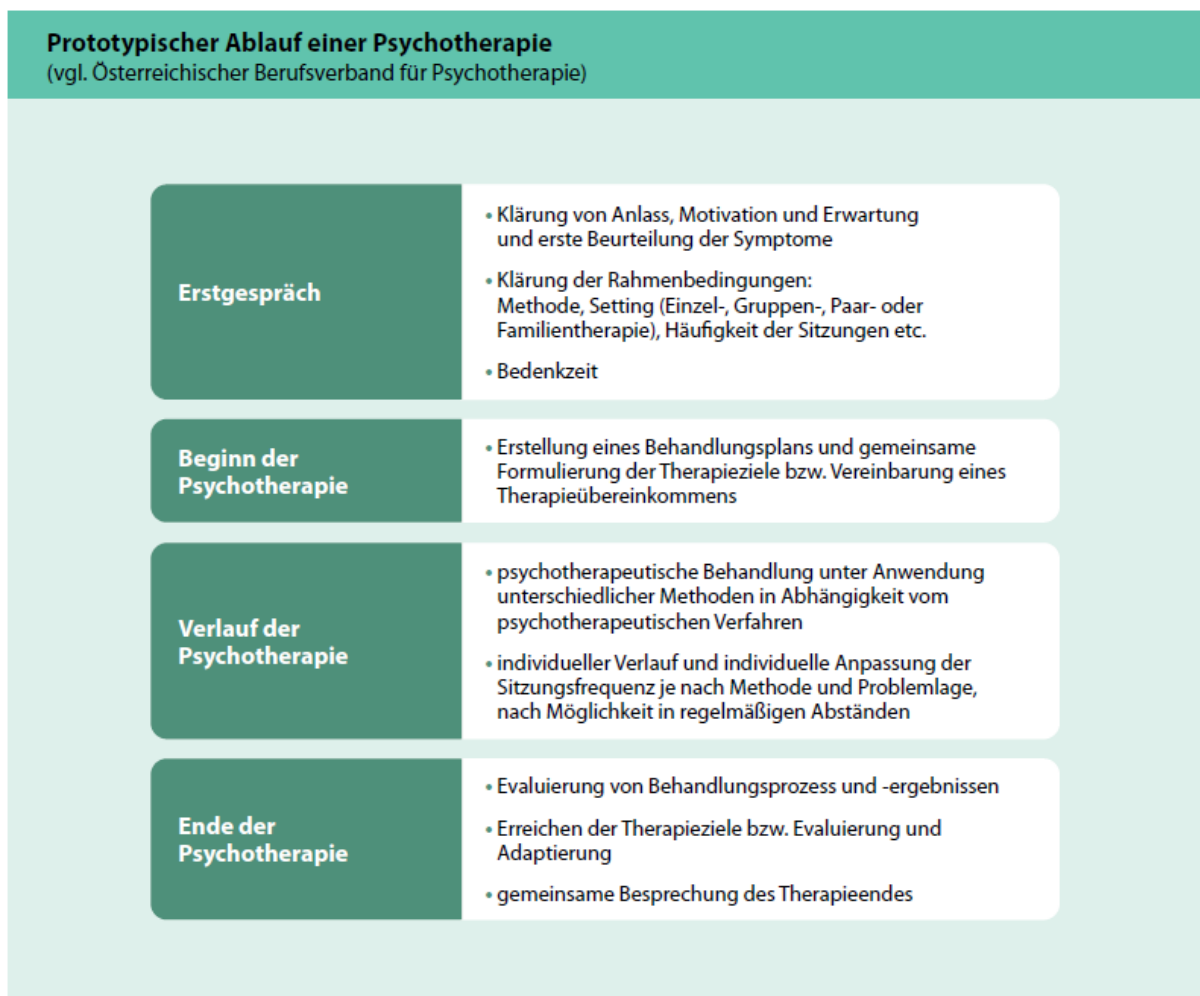 Prototypischer Ablauf einer Psychotherapie
(vgl. Österreichischer Berufsverband für Psychotherapie)
Erstgespräch
• Klärung von Anlass, Motivation und Erwartung
und erste Beurteilung der Symptome
• Klärung der Rahmenbedingungen:
Methode, Setting (Einzel-, Gruppen-, Paar- oder
Familientherapie), Häufigkeit der Sitzungen etc.
• Bedenkzeit
Beginn der
Psychotherapie
• Erstellung eines Behandlungsplans und gemeinsame
Formulierung der Therapieziele bzw. Vereinbarung eines
Therapieübereinkommens
Verlauf der
Psychotherapie
• psychotherapeutische Behandlung unter Anwendung
unterschiedlicher Methoden in Abhängigkeit vom
psychotherapeutischen Verfahren
• individueller Verlauf und individuelle Anpassung der
Sitzungsfrequenz je nach Methode und Problemlage,
nach Möglichkeit in regelmäßigen Abständen
Ende der
Psychotherapie
• Evaluierung von Behandlungsprozess und -ergebnissen
• Erreichen der Therapieziele bzw. Evaluierung und
Adaptierung
• gemeinsame Besprechung des Therapieendes